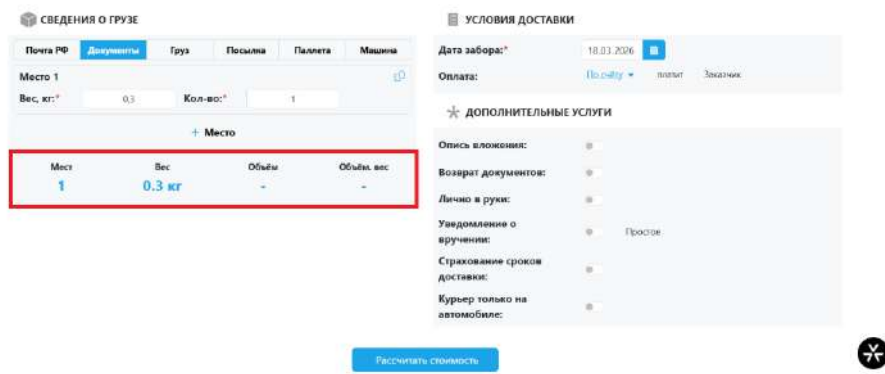 СВЕДЕНИЯ О ГРУЗЕ
Почта РФ Документы Груз Посылка Паллета Машина
Место 1
Вес, кг:* 0,3 Кол-во:* 1
+ Место
Мест Вес Объём Объём. вес
1 0.3 кг - -
УСЛОВИЯ ДОСТАВКИ
Дата забора:* 18.03.2026
Оплата: По счёту платит Заказчик
ДОПОЛНИТЕЛЬНЫЕ УСЛУГИ
Опись вложения:
Возврат документов:
Лично в руки:
Уведомление о
вручении: Простое
Страхование сроков
доставки:
Курьер только на
автомобиле:
Рассчитать стоимость